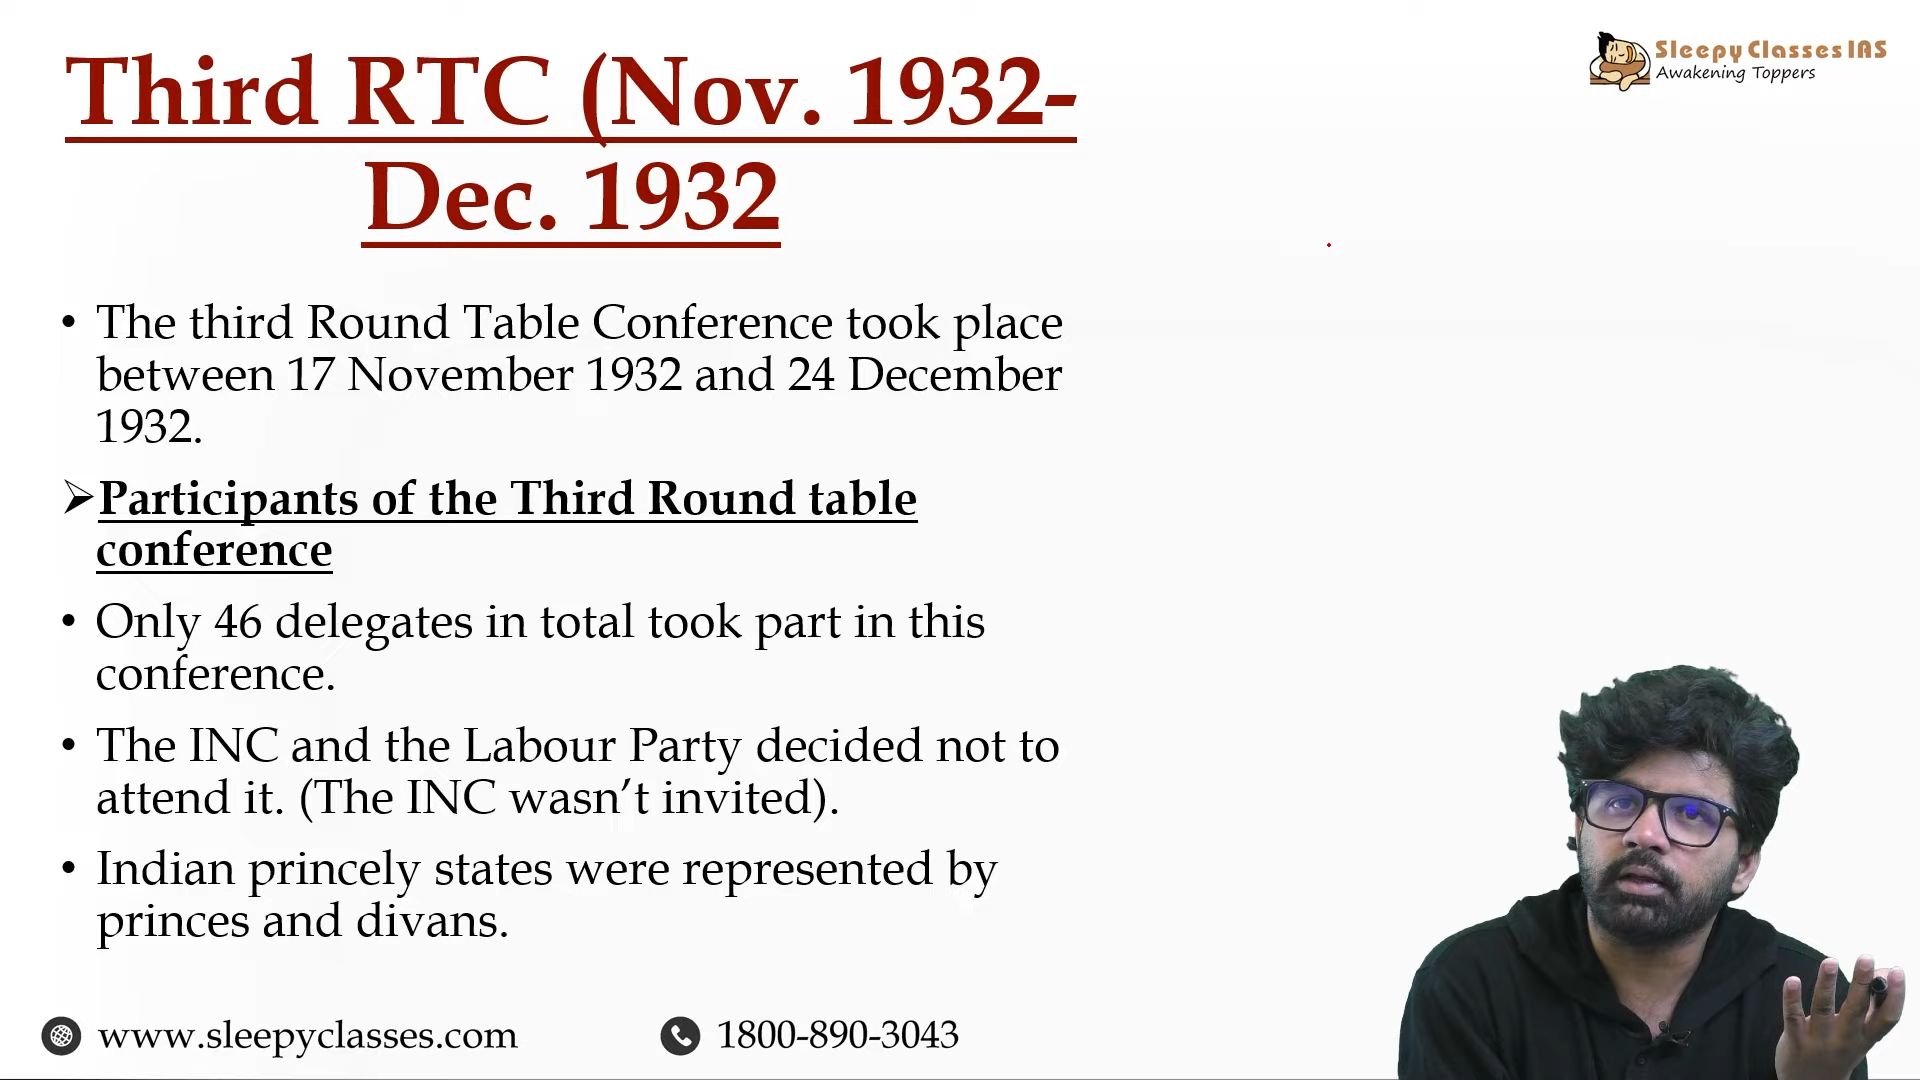 Sleepy Classes IAS
Awakening Toppers
Third RTC (Nov. 1932-
Dec. 1932
• The third Round Table Conference took place
between 17 November 1932 and 24 December
1932.
➢Participants of the Third Round table
conference
• Only 46 delegates in total took part in this
conference.
• The INC and the Labour Party decided not to
attend it. (The INC wasn’t invited).
• Indian princely states were represented by
princes and divans.
www.sleepyclasses.com
1800-890-3043